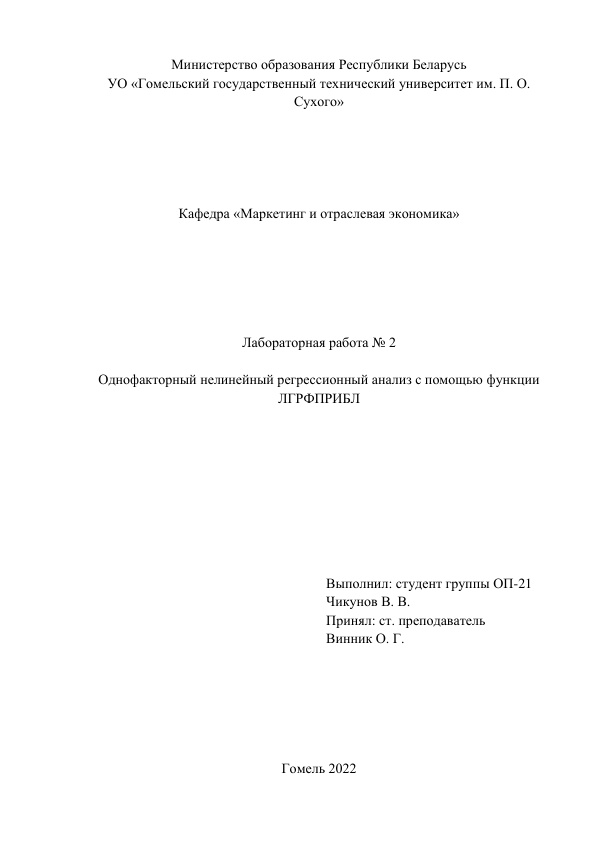 Министерство образования Республики Беларусь
УО «Гомельский государственный технический университет им. П. О.
Сухого»
Кафедра «Маркетинг и отраслевая экономика»
Лабораторная работа № 2
Однофакторный нелинейный регрессионный анализ с помощью функции
ЛГРФПРИБЛ
Выполнил: студент группы ОП-21
Чикунов В. В.
Принял: ст. преподаватель
Винник О. Г.
Гомель 2022